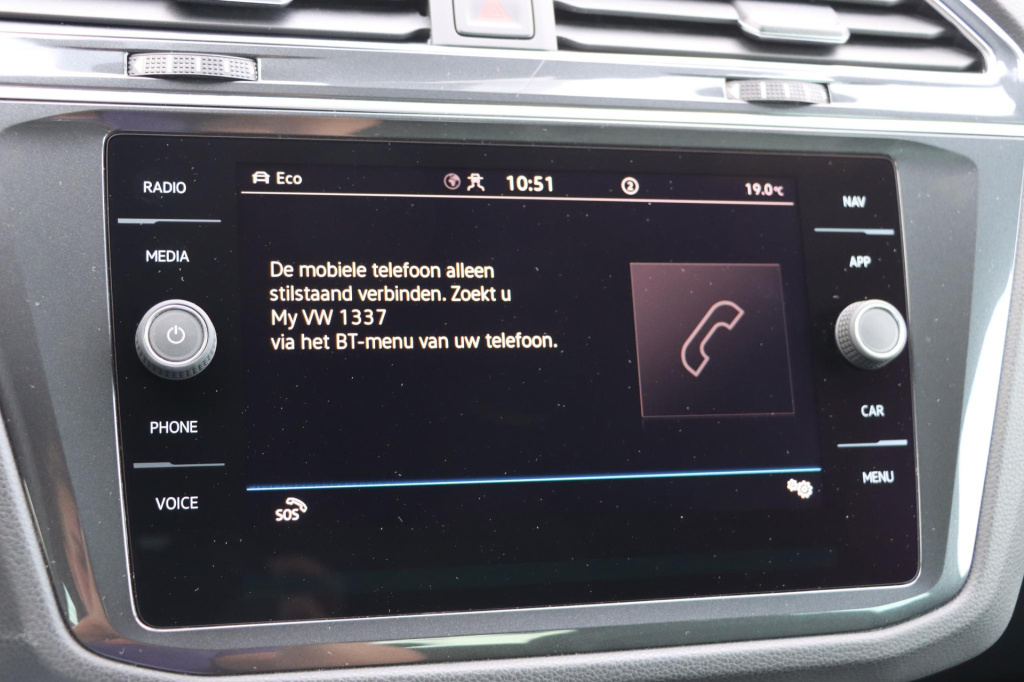 Eco
10:51
2
19.0°C
RADIO
MEDIA
PHONE
VOICE
De mobiele telefoon alleen
stilstaand verbinden. Zoekt u
My VW 1337
via het BT-menu van uw telefoon.
SOS
NAV
APP
CAR
MENU